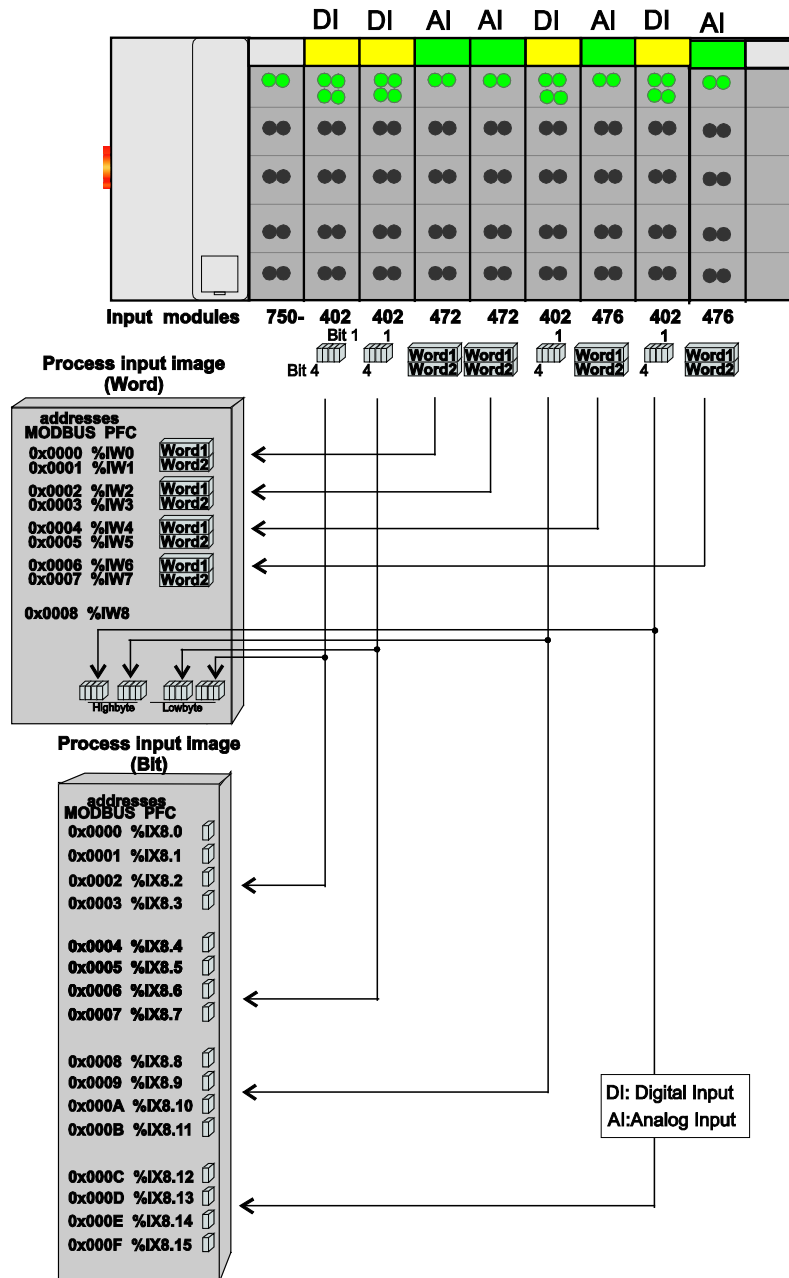 DI DI AI AI DI AI DI AI
Input modules 750- 402 402 472 472 402 476 402 476
Bit 1 1 1 1
Bit 4 4 4 4
Word1 Word1 Word1 Word1
Word2 Word2 Word2 Word2
Process input image
(Word)
addresses
MODBUS PFC
0x0000 %IW0 Word1
0x0001 %IW1 Word2
0x0002 %IW2 Word1
0x0003 %IW3 Word2
0x0004 %IW4 Word1
0x0005 %IW5 Word2
0x0006 %IW6 Word1
0x0007 %IW7 Word2
0x0008 %IW8
Highbyte Lowbyte
Process input image
(Bit)
addresses
MODBUS PFC
0x0000 %IX8.0
0x0001 %IX8.1
0x0002 %IX8.2
0x0003 %IX8.3
0x0004 %IX8.4
0x0005 %IX8.5
0x0006 %IX8.6
0x0007 %IX8.7
0x0008 %IX8.8
0x0009 %IX8.9
0x000A %IX8.10
0x000B %IX8.11
0x000C %IX8.12
0x000D %IX8.13
0x000E %IX8.14
0x000F %IX8.15
DI: Digital Input
AI:Analog Input